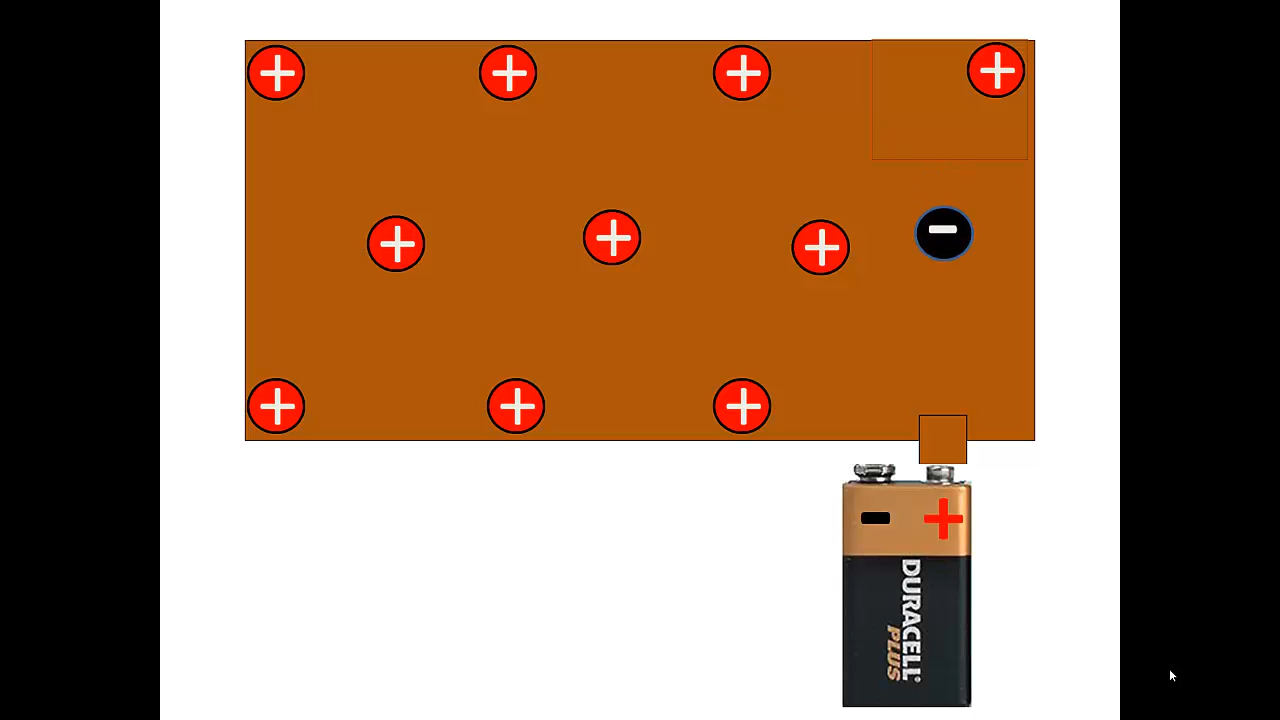 + + + +
+ + + -
+ + +
- +
DURACELL®
PLUS